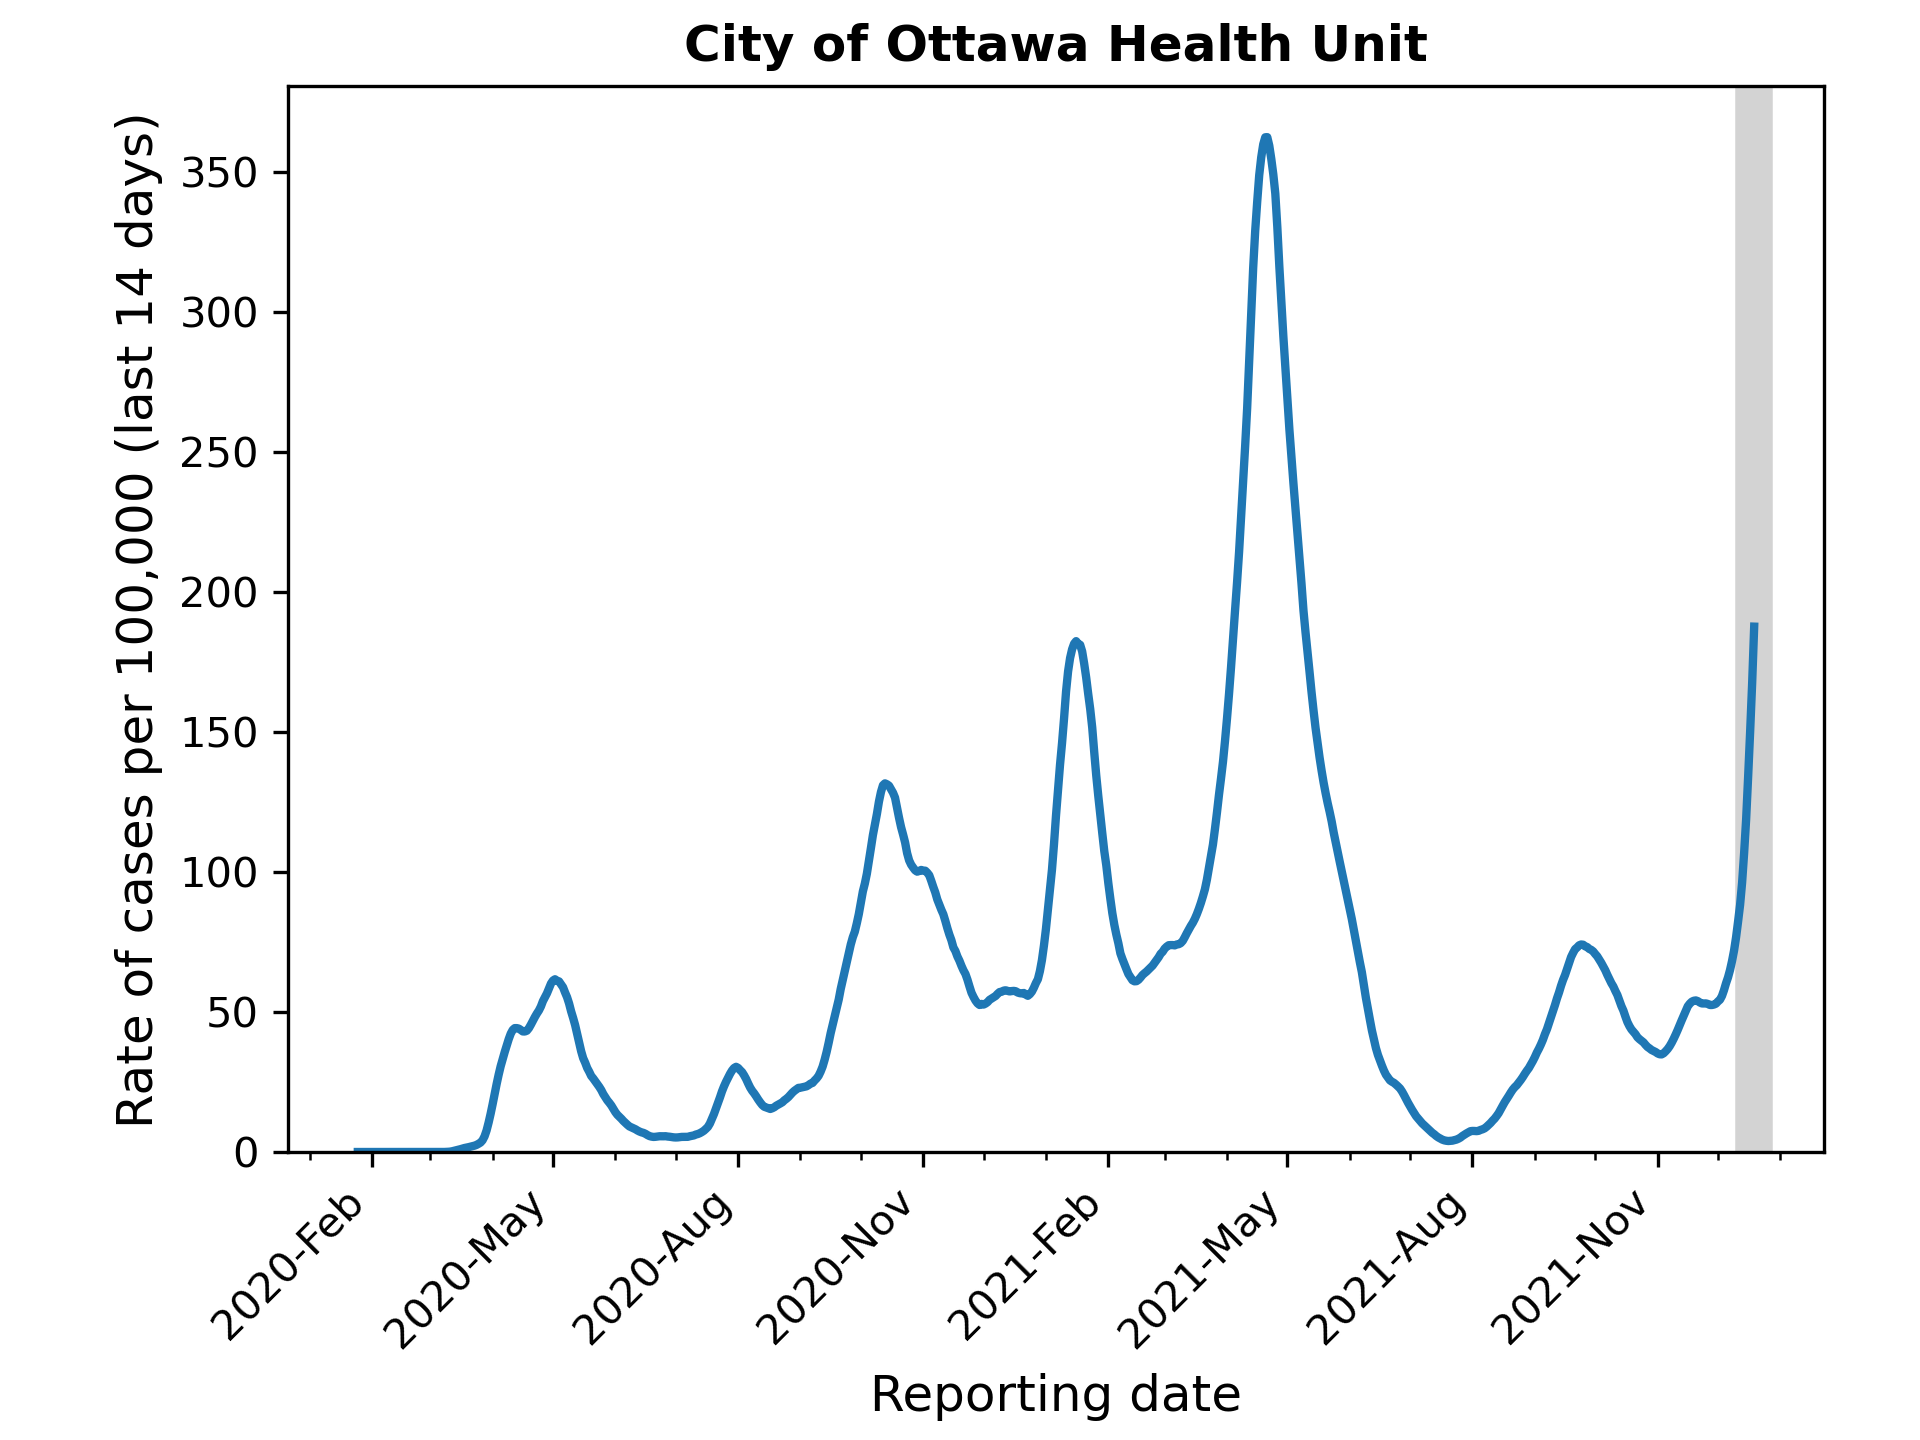 City of Ottawa Health Unit
Rate of cases per 100,000 (last 14 days)
350
300
250
200
150
100
50
0
2020-Feb
2020-May
2020-Aug
2020-Nov
2021-Feb
2021-May
2021-Aug
2021-Nov
Reporting date